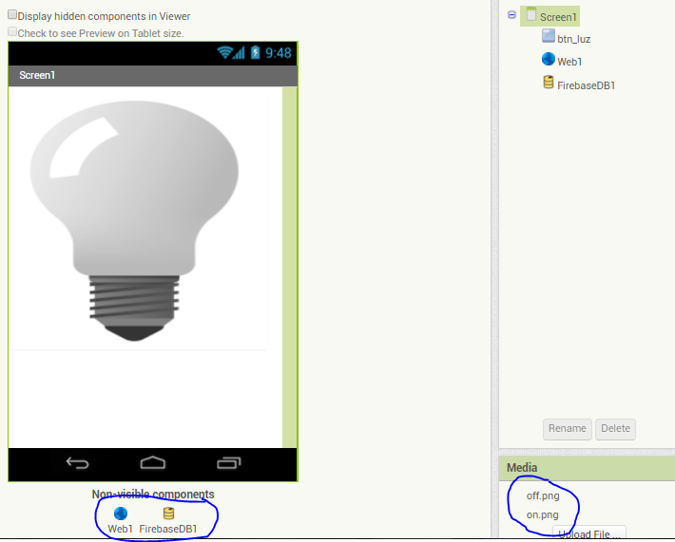 Display hidden components in Viewer
Check to see Preview on Tablet size.
9:48
Screen1
Non-visible components
Web1 FirebaseDB1
Screen1
btn_luz
Web1
FirebaseDB1
Rename Delete
Media
off.png
on.png
Upload File ...